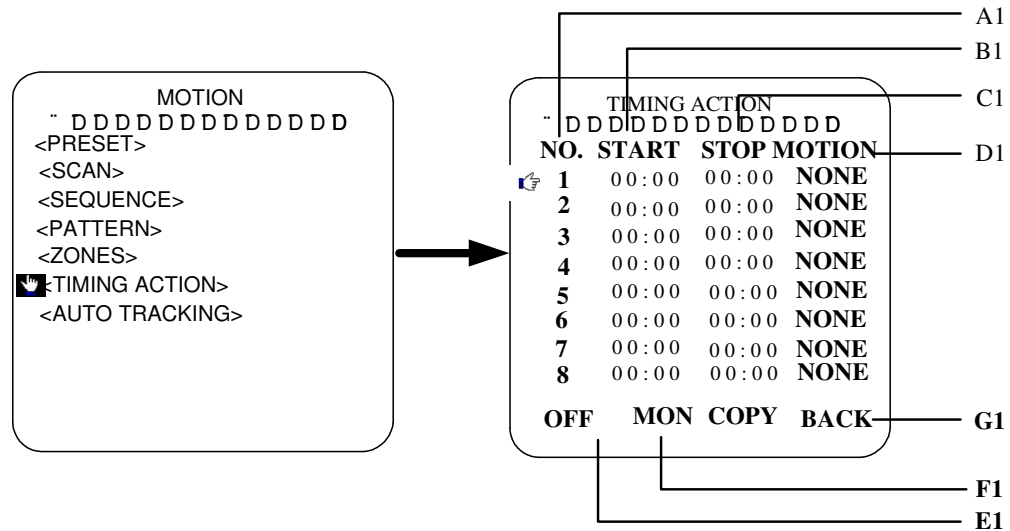 MOTION
¨ D D D D D D D D D D D D D
<PRESET>
<SCAN>
<SEQUENCE>
<PATTERN>
<ZONES>
<TIMING ACTION>
<AUTO TRACKING>
TIMING ACTION
¨ D D D D D D D D D D D D D
NO. START STOP MOTION
1 00:00 00:00 NONE
2 00:00 00:00 NONE
3 00:00 00:00 NONE
4 00:00 00:00 NONE
5 00:00 00:00 NONE
6 00:00 00:00 NONE
7 00:00 00:00 NONE
8 00:00 00:00 NONE
OFF MON COPY BACK
A1
B1
C1
D1
G1
F1
E1